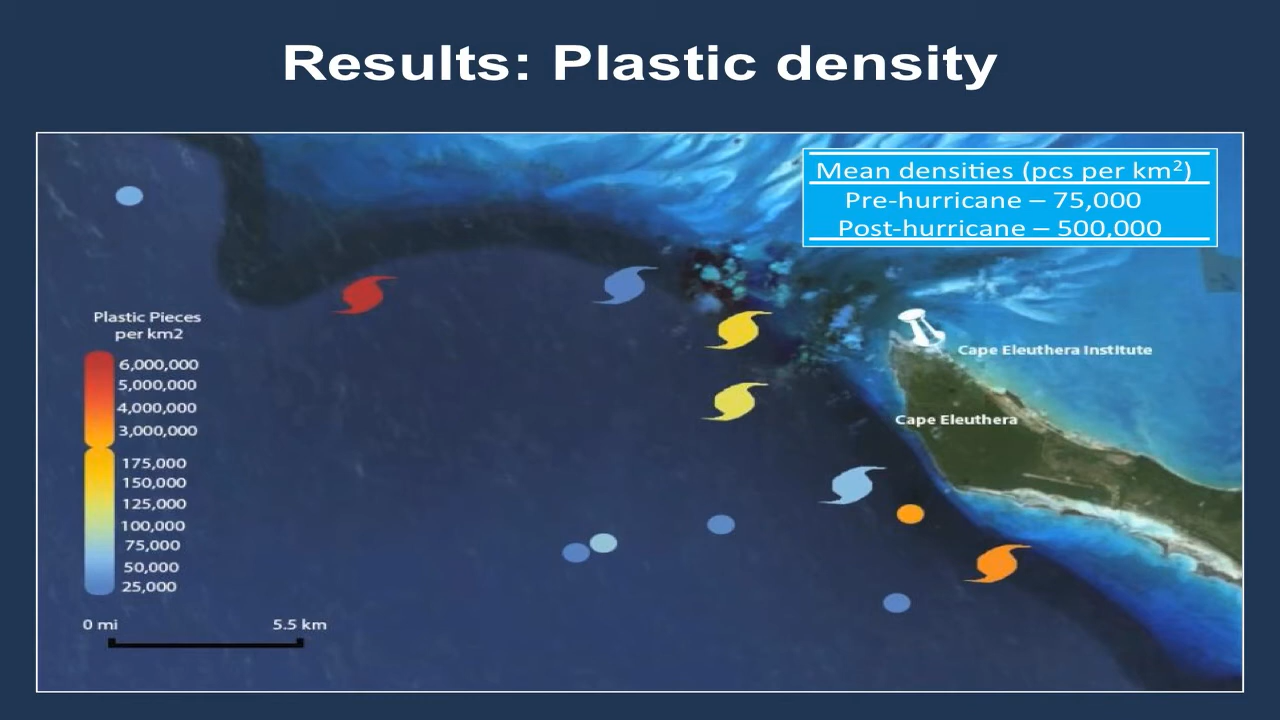 Results: Plastic density
Mean densities (pcs per km²)
Pre-hurricane – 75,000
Post-hurricane – 500,000
Plastic Pieces
per km2
6,000,000
5,000,000
4,000,000
3,000,000
175,000
150,000
125,000
100,000
75,000
50,000
25,000
0 mi
5.5 km
Cape Eleuthera Institute
Cape Eleuthera